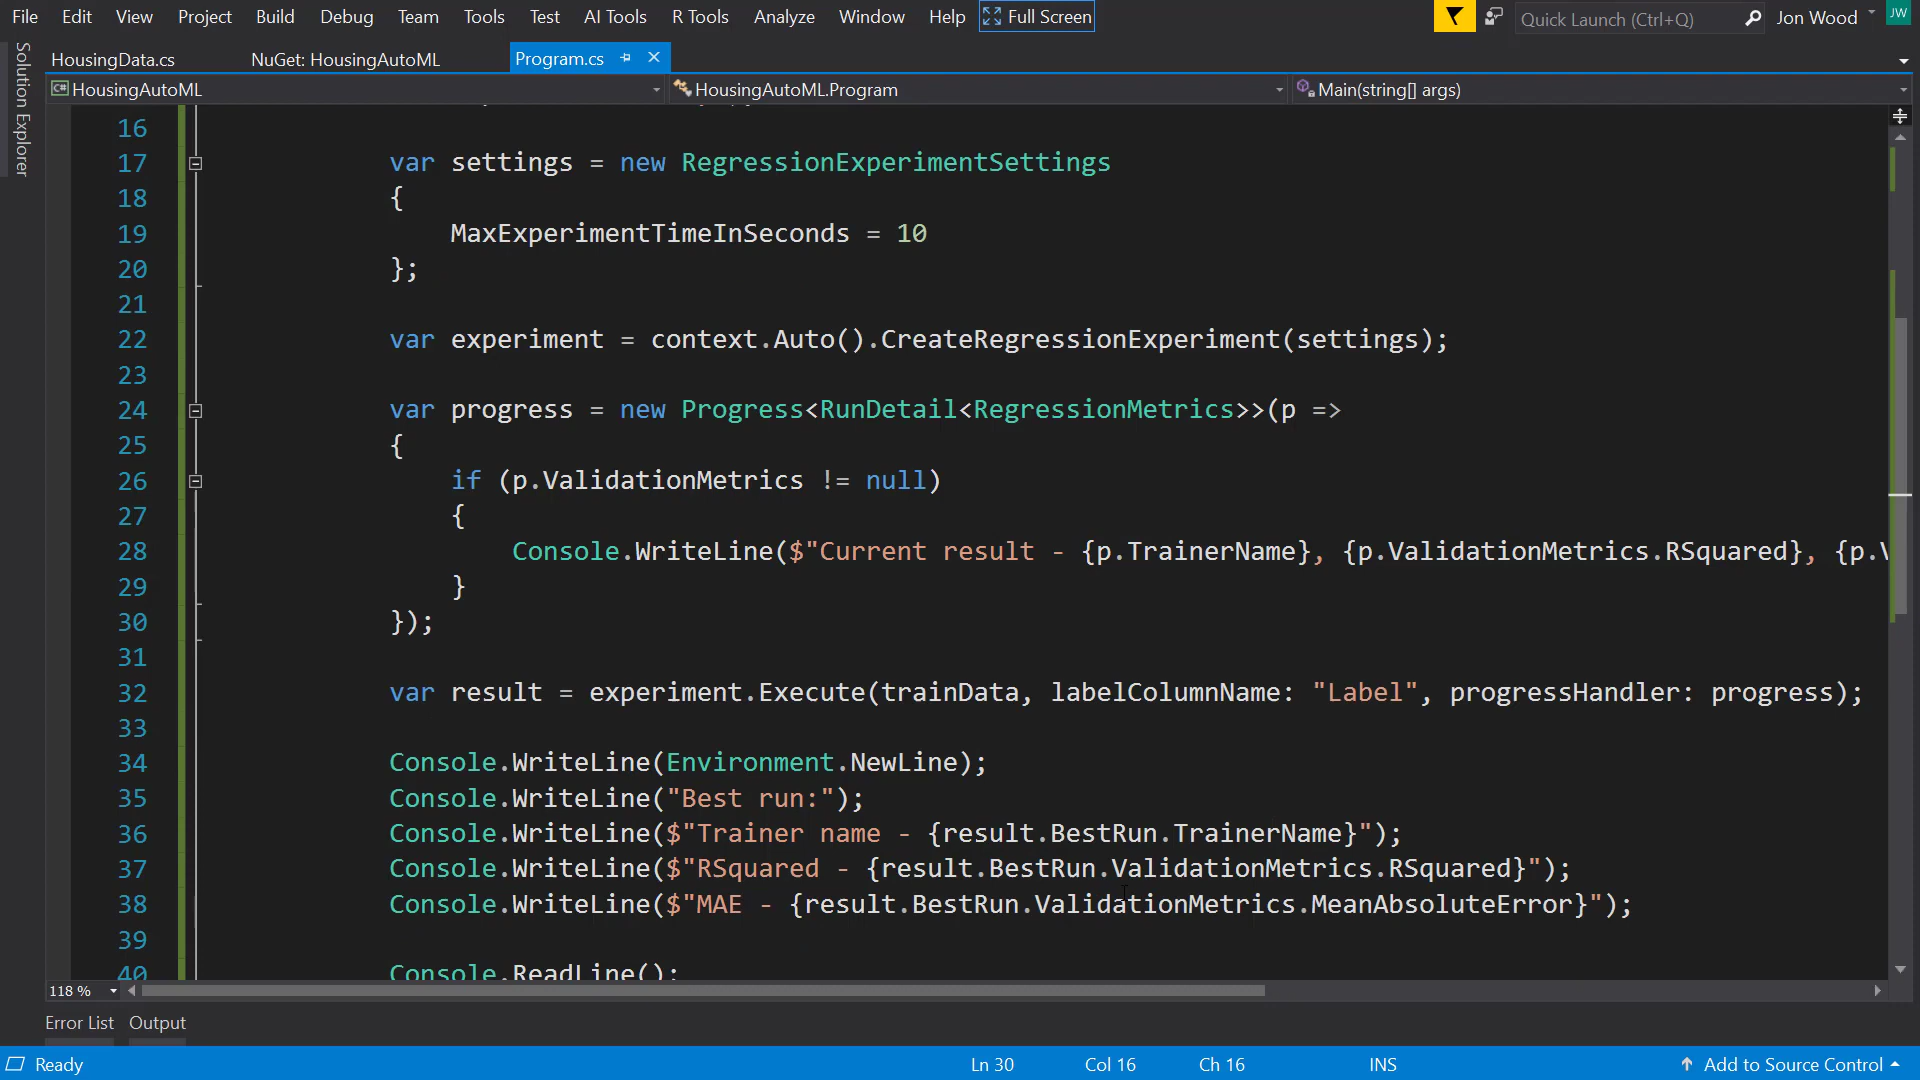 File Edit View Project Build Debug Team Tools Test AI Tools R Tools Analyze Window Help Full Screen Quick Launch (Ctrl+Q) Jon Wood JW
HousingData.cs NuGet: HousingAutoML Program.cs
C# HousingAutoML HousingAutoML.Program Main(string[] args)
Solution Explorer
16
17 var settings = new RegressionExperimentSettings
18 {
19 MaxExperimentTimeInSeconds = 10
20 };
21
22 var experiment = context.Auto().CreateRegressionExperiment(settings);
23
24 var progress = new Progress<RunDetail<RegressionMetrics>>(p =>
25 {
26 if (p.ValidationMetrics != null)
27 {
28 Console.WriteLine($"Current result - {p.TrainerName}, {p.ValidationMetrics.RSquared}, {p.V
29 }
30 });
31
32 var result = experiment.Execute(trainData, labelColumnName: "Label", progressHandler: progress);
33
34 Console.WriteLine(Environment.NewLine);
35 Console.WriteLine("Best run:");
36 Console.WriteLine($"Trainer name - {result.BestRun.TrainerName}");
37 Console.WriteLine($"RSquared - {result.BestRun.ValidationMetrics.RSquared}");
38 Console.WriteLine($"MAE - {result.BestRun.ValidationMetrics.MeanAbsoluteError}");
39
40 Console.ReadLine();
118 %
Error List Output
Ready Ln 30 Col 16 Ch 16 INS Add to Source Control